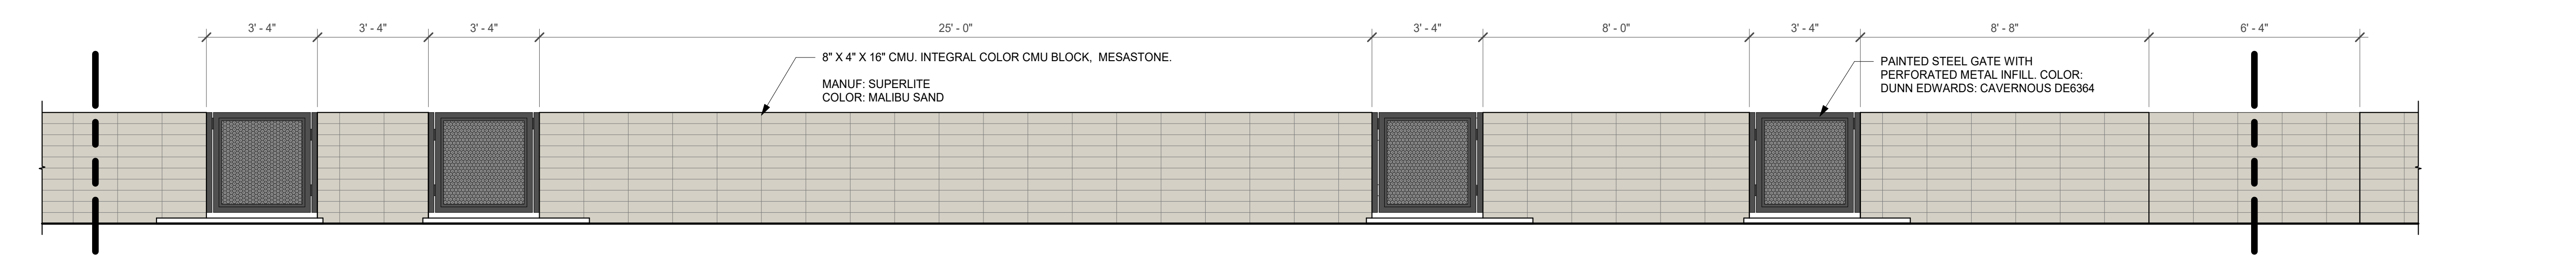 3' - 4"
3' - 4"
3' - 4"
25' - 0"
3' - 4"
8' - 0"
3' - 4"
8' - 8"
6' - 4"
8" X 4" X 16" CMU. INTEGRAL COLOR CMU BLOCK, MESASTONE.
MANUF: SUPERLITE
COLOR: MALIBU SAND
PAINTED STEEL GATE WITH
PERFORATED METAL INFILL. COLOR:
DUNN EDWARDS: CAVERNOUS DE6364